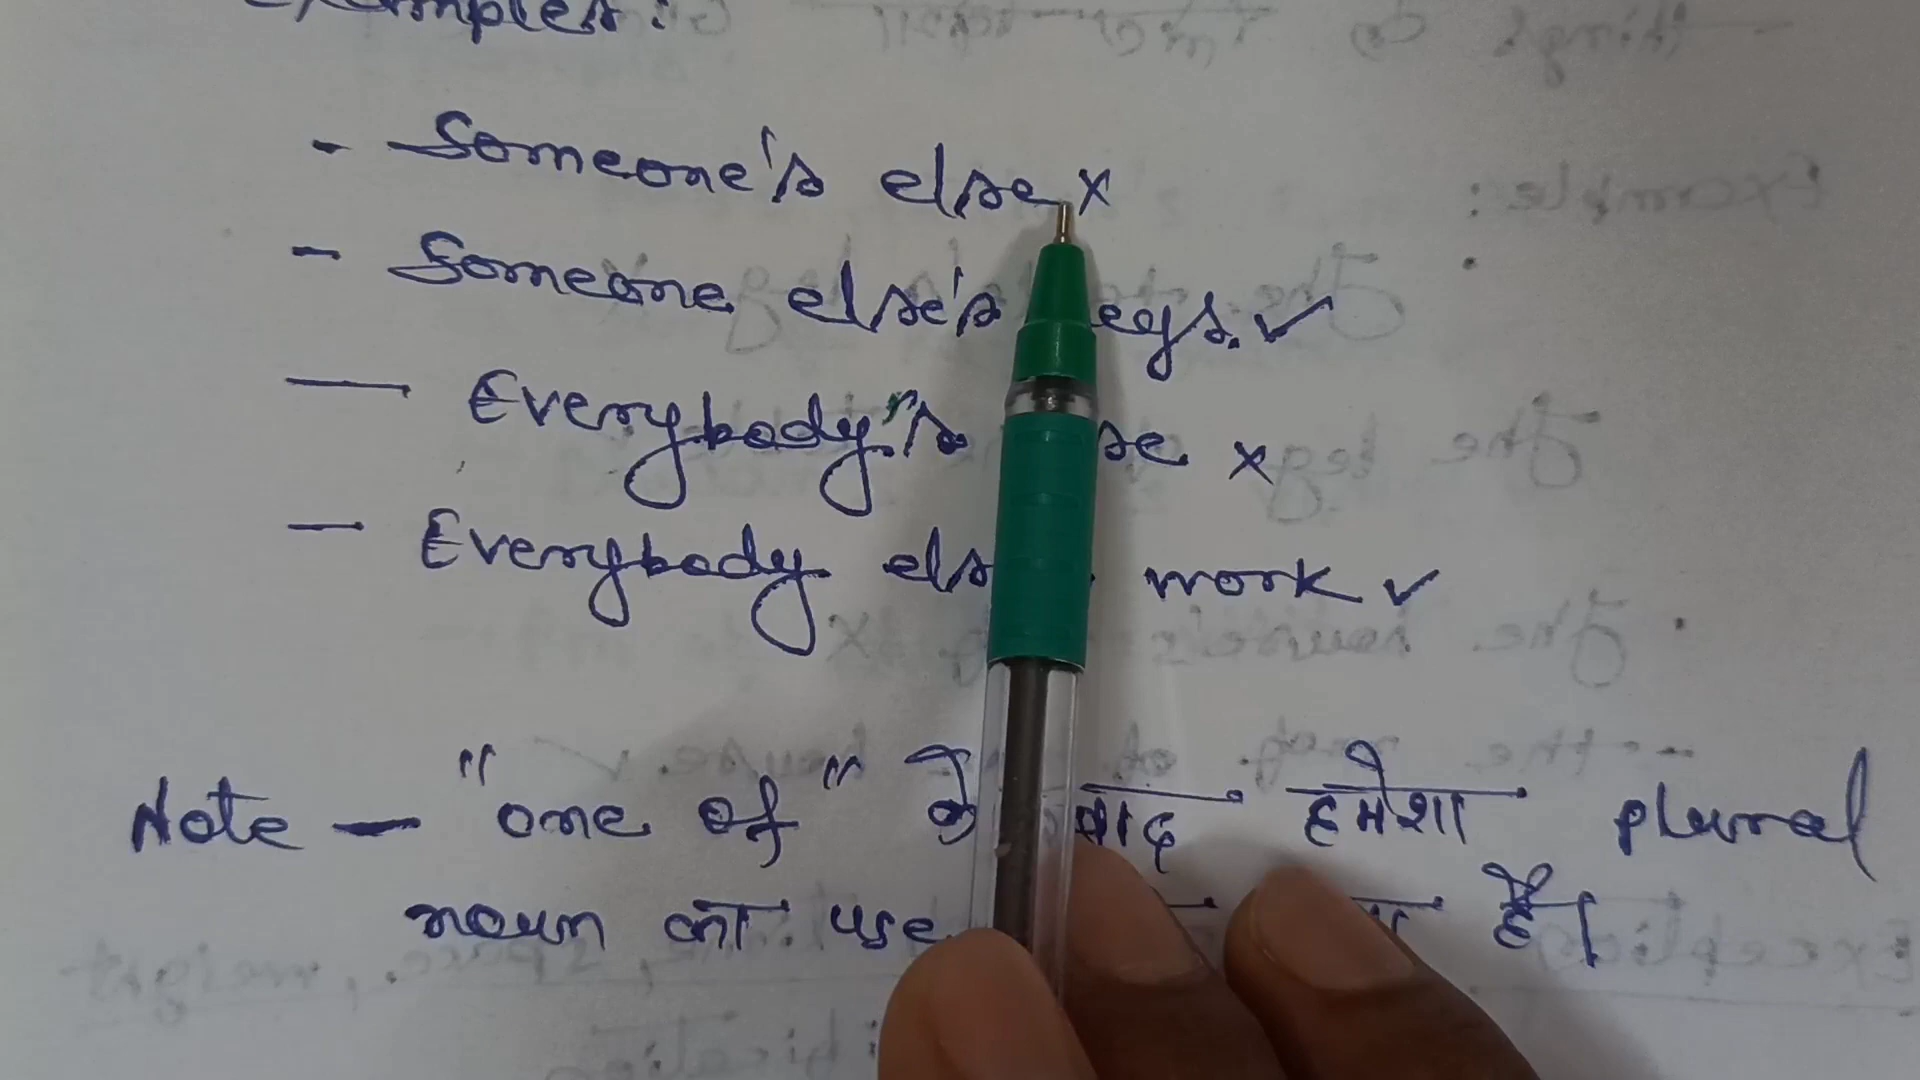 Examples:
- Someone's else ×
- Someone else's legs. ✓
— Everybody's else ×
— Everybody else's work ✓
Note — "one of" के बाद हमेशा plural
noun का use है।